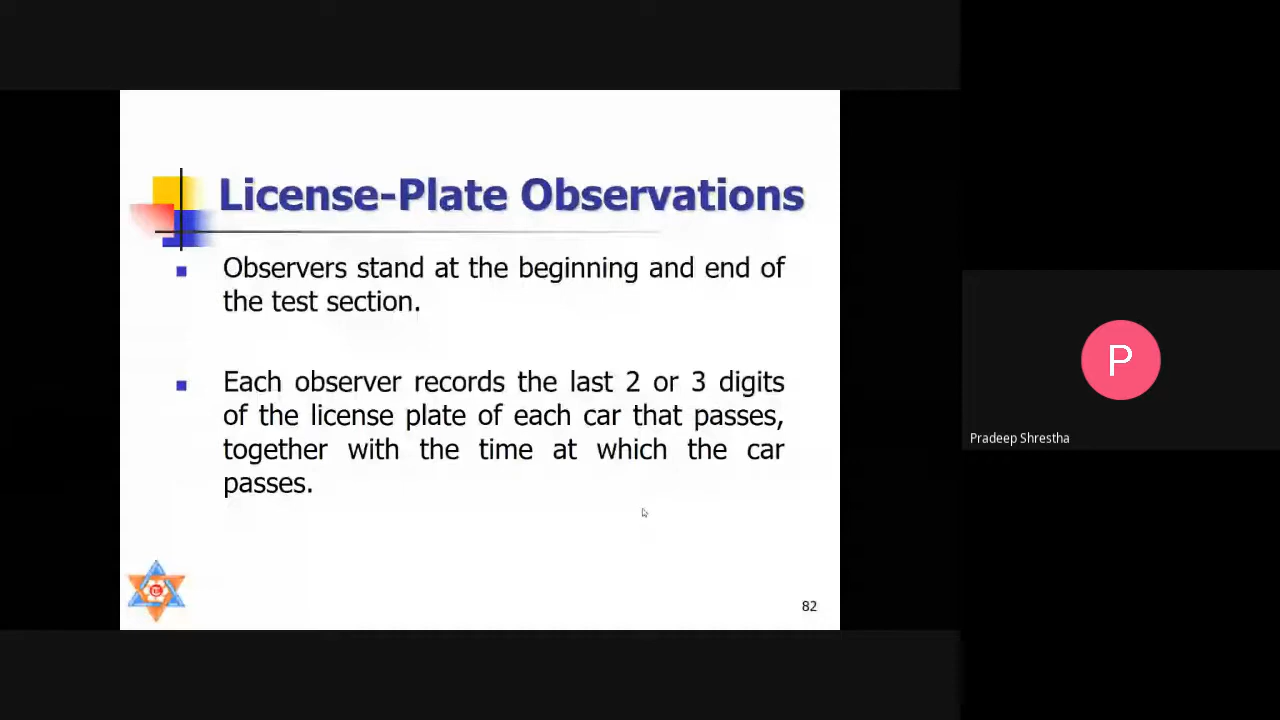 License-Plate Observations
Observers stand at the beginning and end of
the test section.
Each observer records the last 2 or 3 digits
of the license plate of each car that passes,
together with the time at which the car
passes.
82
P
Pradeep Shrestha